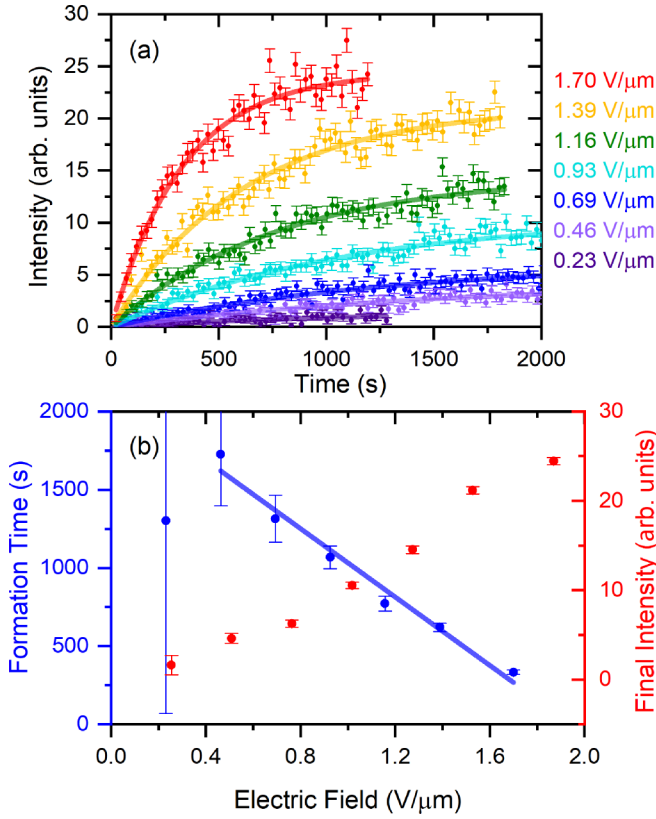 (a)
30
25
20
15
10
5
0
Intensity (arb. units)
0 500 1000 1500 2000
Time (s)
1.70 V/μm
1.39 V/μm
1.16 V/μm
0.93 V/μm
0.69 V/μm
0.46 V/μm
0.23 V/μm
(b)
2000
1500
1000
500
0
Formation Time (s)
30
20
10
0
Final Intensity (arb. units)
0.0 0.4 0.8 1.2 1.6 2.0
Electric Field (V/μm)